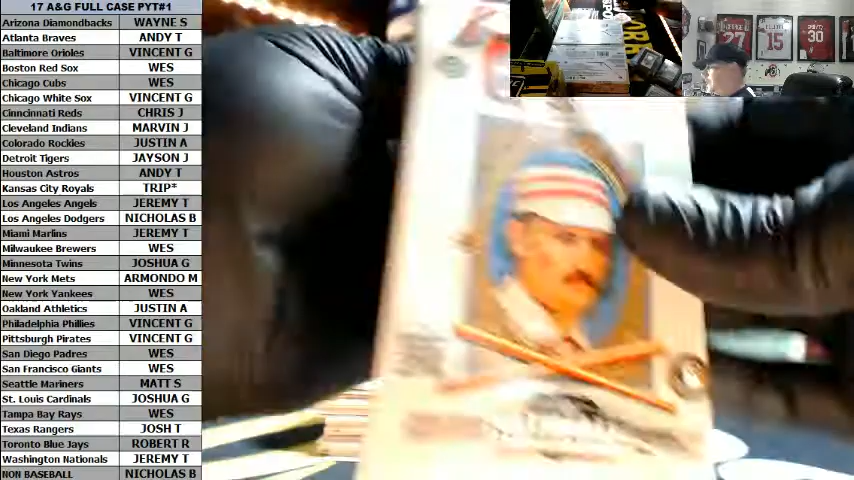 17 A&G FULL CASE PYT#1
Arizona Diamondbacks WAYNE S
Atlanta Braves ANDY T
Baltimore Orioles VINCENT G
Boston Red Sox WES
Chicago Cubs WES
Chicago White Sox VINCENT G
Cinncinnati Reds CHRIS J
Cleveland Indians MARVIN J
Colorado Rockies JUSTIN A
Detroit Tigers JAYSON J
Houston Astros ANDY T
Kansas City Royals TRIP*
Los Angeles Angels JEREMY T
Los Angeles Dodgers NICHOLAS B
Miami Marlins JEREMY T
Milwaukee Brewers WES
Minnesota Twins JOSHUA G
New York Mets ARMONDO M
New York Yankees WES
Oakland Athletics JUSTIN A
Philadelphia Phillies VINCENT G
Pittsburgh Pirates VINCENT G
San Diego Padres WES
San Francisco Giants WES
Seattle Mariners MATT S
St. Louis Cardinals JOSHUA G
Tampa Bay Rays WES
Texas Rangers JOSH T
Toronto Blue Jays ROBERT R
Washington Nationals JEREMY T
NON BASEBALL NICHOLAS B
27
15
30